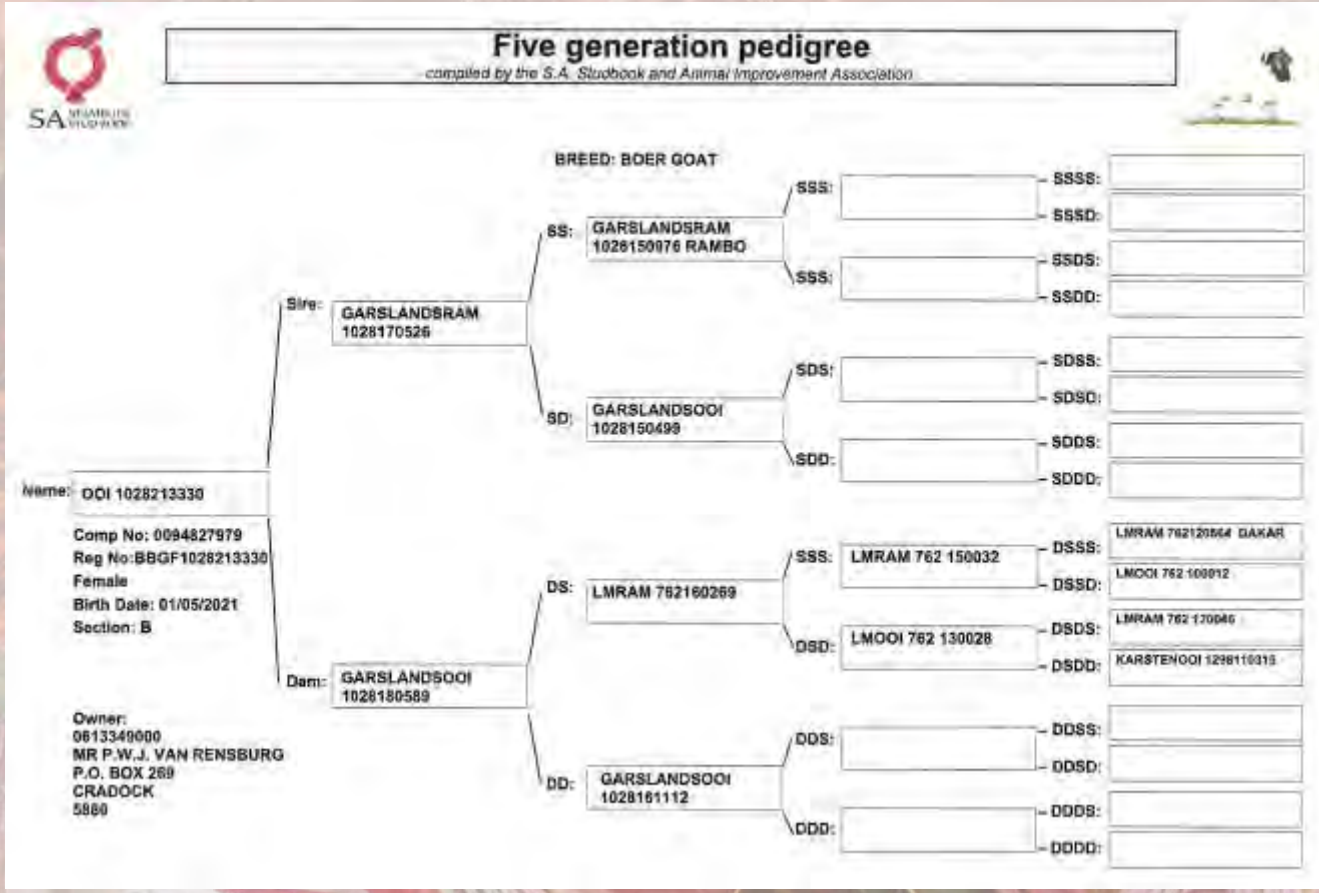 Five generation pedigree
compiled by the S.A. Studbook and Animal Improvement Association
SA
BREED: BOER GOAT
Name: OOI 1028213330
Comp No: 0094827979
Reg No:BBGF1028213330
Female
Birth Date: 01/05/2021
Section: B
Owner:
0613349000
MR P.W.J. VAN RENSBURG
P.O. BOX 269
CRADOCK
5880
Sire: GARSLANDSRAM
1028170526
Dam: GARSLANDSOOI
1028180589
SS: GARSLANDSRAM
1028150976 RAMBO
SD: GARSLANDSOOI
1028150499
DS: LMRAM 762160269
DD: GARSLANDSOOI
1028161112
SSS:
SSS:
SDS:
SDD:
SSS: LMRAM 762 150032
DSD: LMOOI 762 130028
DDS:
DDD:
SSSS:
SSSD:
SSDS:
SSDD:
SDSS:
SDSD:
SDDS:
SDDD:
DSSS: LMRAM DAKAR
DSSD: LMOOI 762 100012
DSDS: LMRAM 762
DSDD: KARSTENOOI
DDSS:
DDSD:
DDDS:
DDDD: